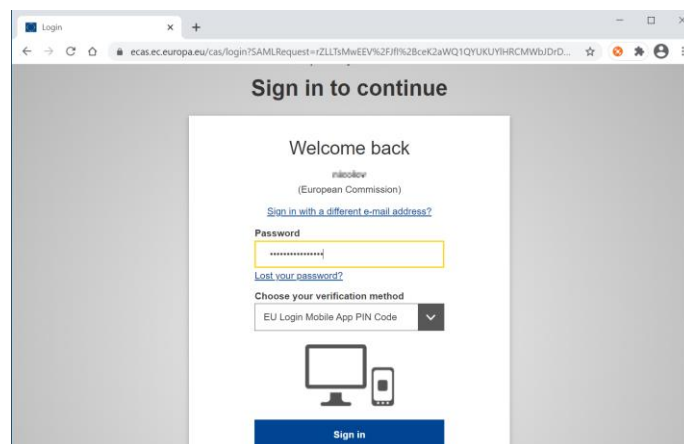 Login
ecas.ec.europa.eu/cas/login?SAMLRequest=rZLLTsMwEEV%2FJfI%2BceK2aWQ1QYUKUYlHRCMWbJDrD...
Sign in to continue
Welcome back
(European Commission)
Sign in with a different e-mail address?
Password
Lost your password?
Choose your verification method
EU Login Mobile App PIN Code
Sign in